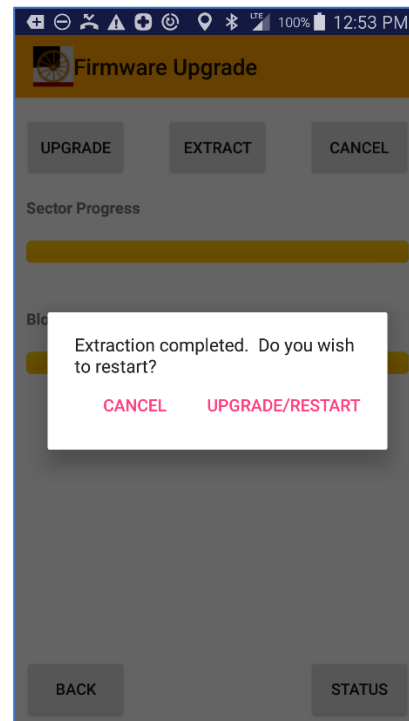 LTE 100% 12:53 PM
Firmware Upgrade
UPGRADE EXTRACT CANCEL
Sector Progress
Blo
Extraction completed. Do you wish
to restart?
CANCEL UPGRADE/RESTART
BACK STATUS